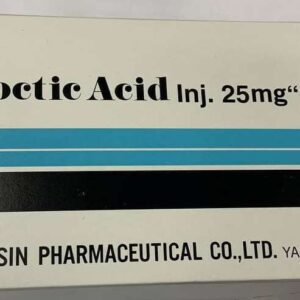 octic Acid Inj. 25mg“
SIN PHARMACEUTICAL CO.,LTD. YA